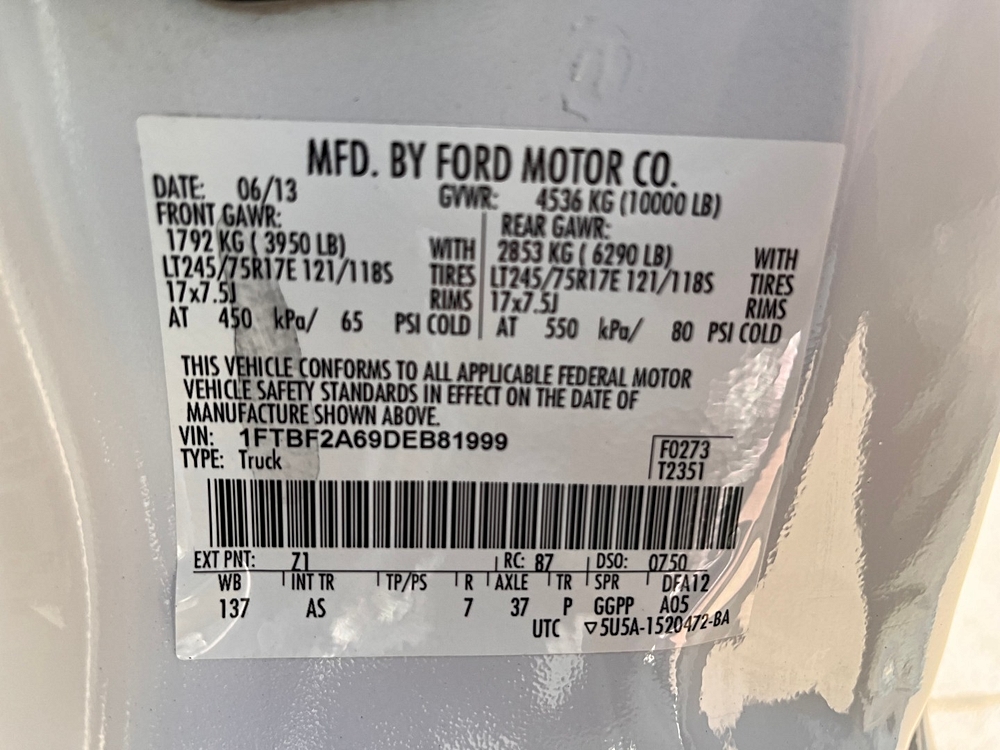 MFD. BY FORD MOTOR CO.
DATE: 06/13 GVWR: 4536 KG (10000 LB)
FRONT GAWR: REAR GAWR:
1792 KG ( 3950 LB) WITH 2853 KG ( 6290 LB) WITH
LT245/75R17E 121/118S TIRES LT245/75R17E 121/118S TIRES
17x7.5J RIMS 17x7.5J RIMS
AT 450 kPa/ 65 PSI COLD AT 550 kPa/ 80 PSI COLD
THIS VEHICLE CONFORMS TO ALL APPLICABLE FEDERAL MOTOR
VEHICLE SAFETY STANDARDS IN EFFECT ON THE DATE OF
MANUFACTURE SHOWN ABOVE.
VIN: 1FTBF2A69DEB81999 F0273
TYPE: Truck T2351
EXT PNT: Z1 RC: 87 DSO: 0750
WB INT TR TP/PS R AXLE TR SPR DFA12
137 AS 7 37 P GGPP A05
UTC ▽5U5A-1520472-BA